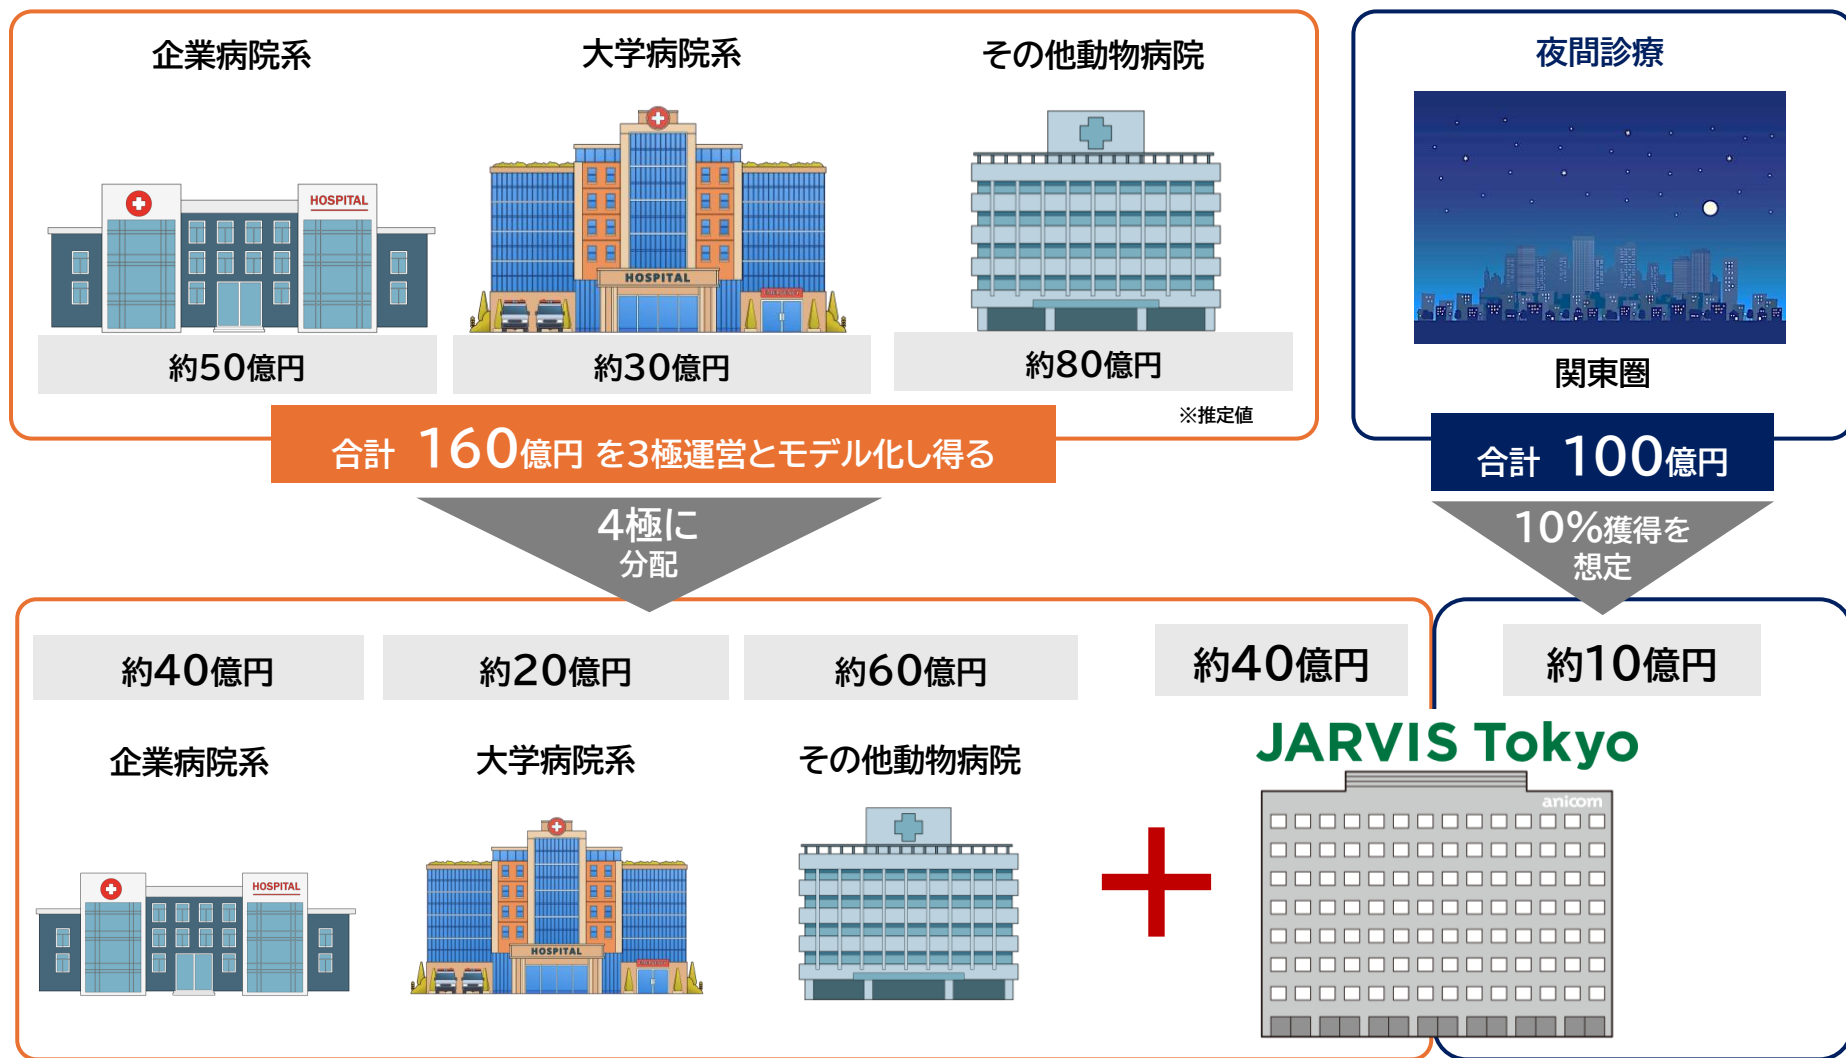 企業病院系
大学病院系
その他動物病院
夜間診療
HOSPITAL
HOSPITAL
EMERGENCY
約50億円
約30億円
約80億円
関東圏
※推定値
合計 160億円 を3極運営とモデル化し得る
合計 100億円
4極に
分配
10%獲得を
想定
約40億円
約20億円
約60億円
約40億円
約10億円
企業病院系
大学病院系
その他動物病院
JARVIS Tokyo
anicom
HOSPITAL
HOSPITAL
EMERGENCY